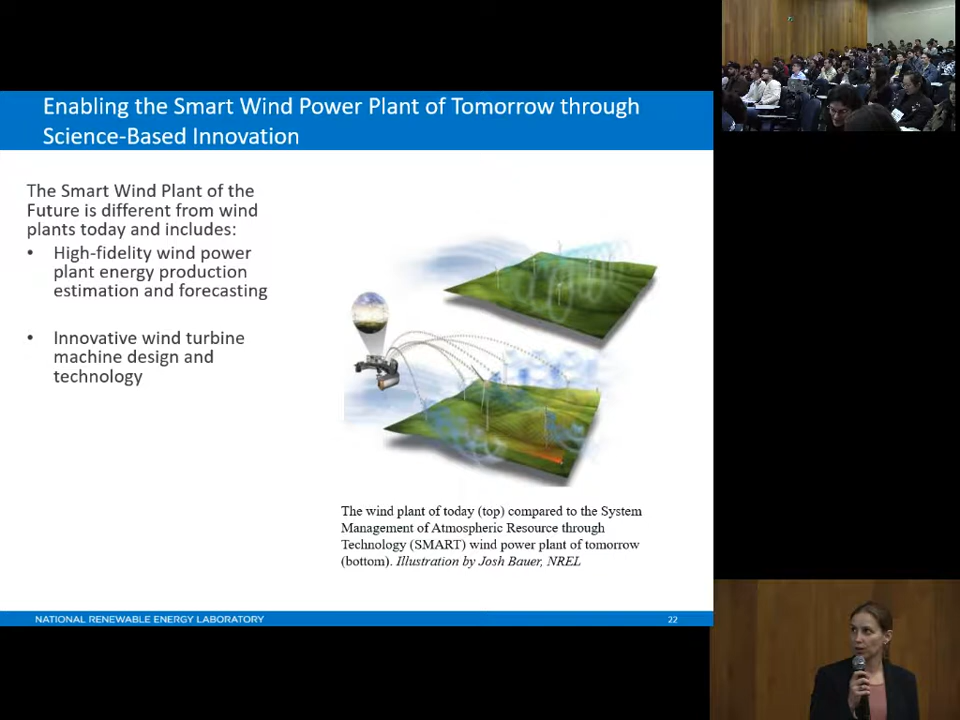 Enabling the Smart Wind Power Plant of Tomorrow through
Science-Based Innovation
The Smart Wind Plant of the
Future is different from wind
plants today and includes:
• High-fidelity wind power
plant energy production
estimation and forecasting
• Innovative wind turbine
machine design and
technology
The wind plant of today (top) compared to the System
Management of Atmospheric Resource through
Technology (SMART) wind power plant of tomorrow
(bottom). Illustration by Josh Bauer, NREL
NATIONAL RENEWABLE ENERGY LABORATORY
22